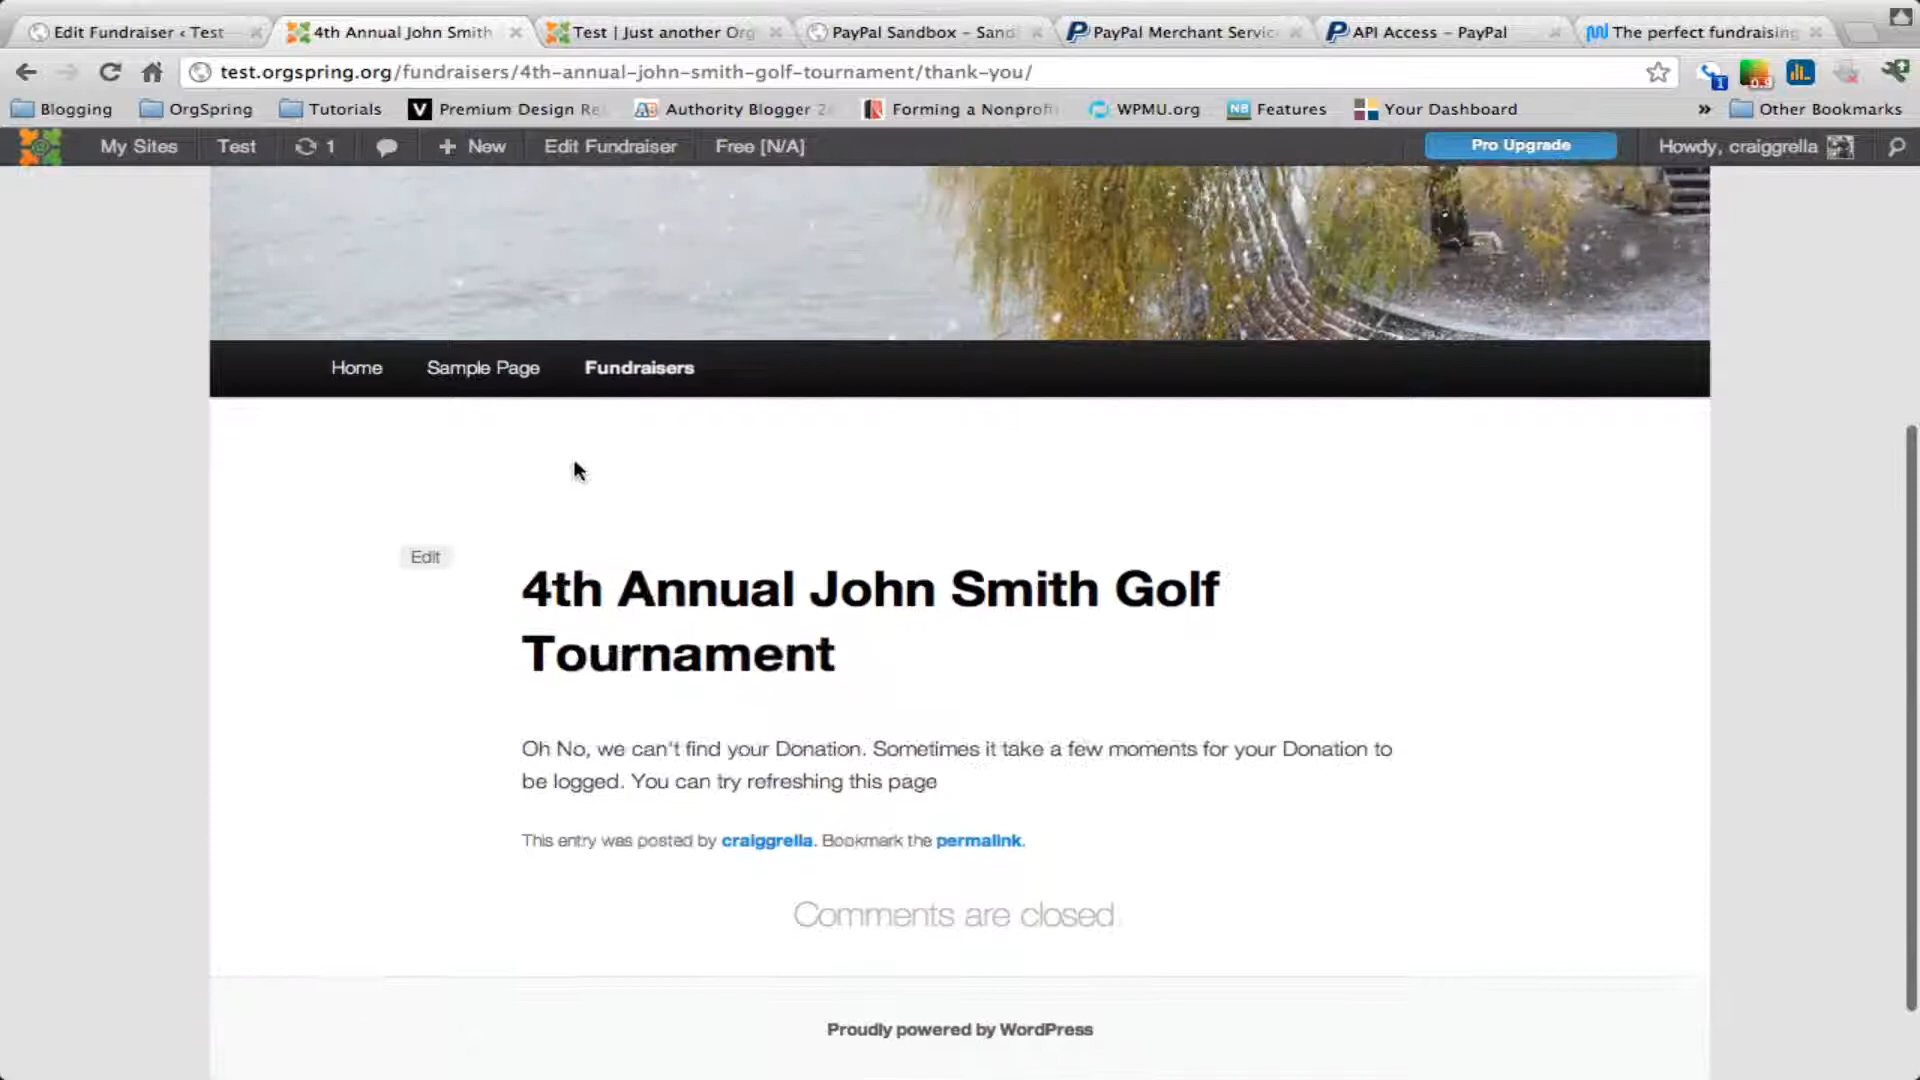 Edit Fundraiser ‹ Test
4th Annual John Smith
Test | Just another Org
PayPal Sandbox – Sand
PayPal Merchant Servic
API Access – PayPal
The perfect fundraising
test.orgspring.org/fundraisers/4th-annual-john-smith-golf-tournament/thank-you/
1
0.9
Blogging
OrgSpring
Tutorials
Premium Design Re
Authority Blogger 2
Forming a Nonprofi
WPMU.org
NB Features
Your Dashboard
»
Other Bookmarks
My Sites
Test
1
+ New
Edit Fundraiser
Free [N/A]
Pro Upgrade
Howdy, craiggrella
Home
Sample Page
Fundraisers
Edit
4th Annual John Smith Golf
Tournament
Oh No, we can't find your Donation. Sometimes it take a few moments for your Donation to
be logged. You can try refreshing this page
This entry was posted by craiggrella. Bookmark the permalink.
Comments are closed.
Proudly powered by WordPress